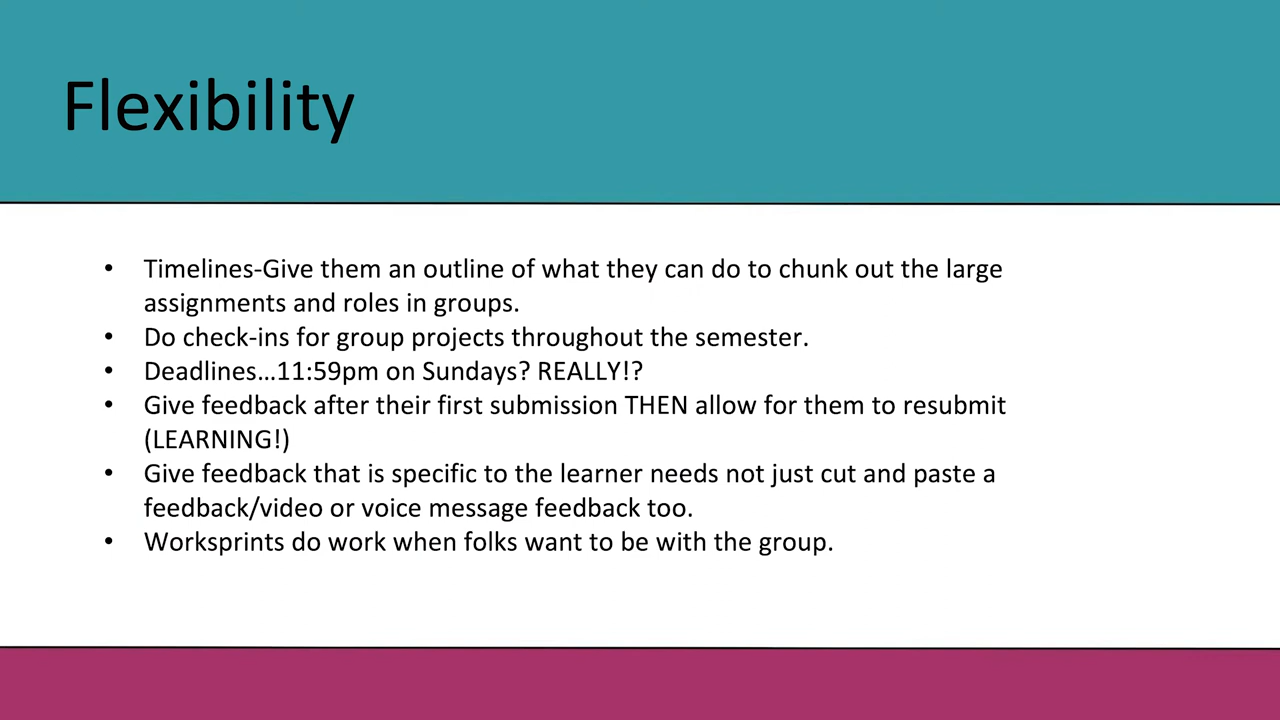 Flexibility
• Timelines-Give them an outline of what they can do to chunk out the large
assignments and roles in groups.
• Do check-ins for group projects throughout the semester.
• Deadlines…11:59pm on Sundays? REALLY!?
• Give feedback after their first submission THEN allow for them to resubmit
(LEARNING!)
• Give feedback that is specific to the learner needs not just cut and paste a
feedback/video or voice message feedback too.
• Worksprints do work when folks want to be with the group.